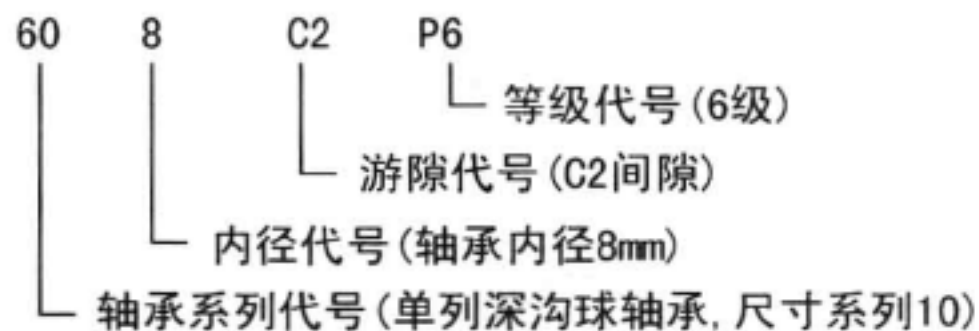 60 8 C2 P6
等级代号(6级)
游隙代号(C2间隙)
内径代号(轴承内径8mm)
轴承系列代号(单列深沟球轴承,尺寸系列10)